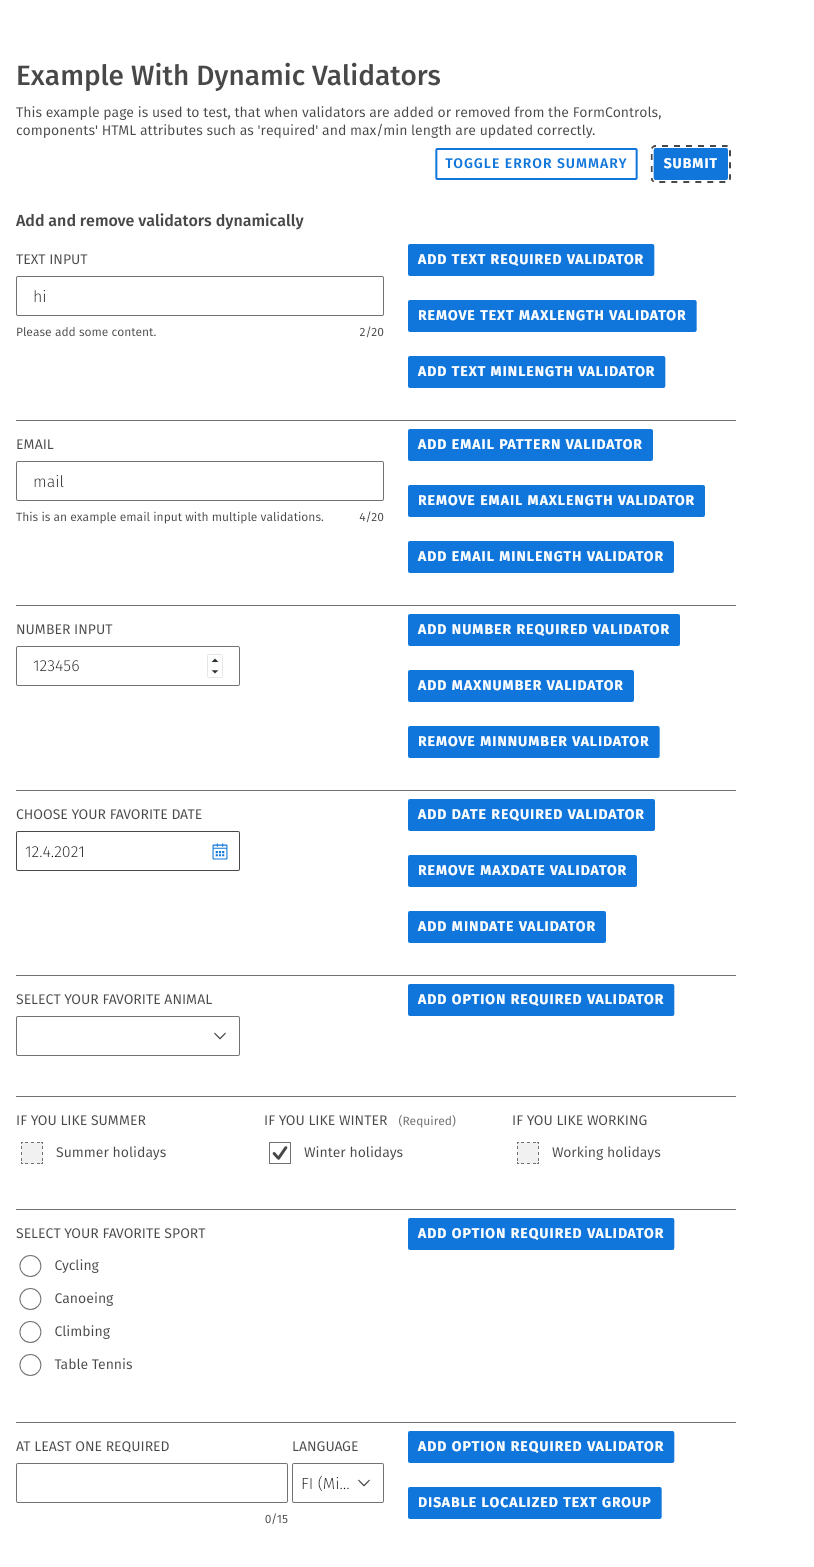 Example With Dynamic Validators
This example page is used to test, that when validators are added or removed from the FormControls,
components' HTML attributes such as 'required' and max/min length are updated correctly.
TOGGLE ERROR SUMMARY
SUBMIT
Add and remove validators dynamically
TEXT INPUT
hi
Please add some content.
2/20
ADD TEXT REQUIRED VALIDATOR
REMOVE TEXT MAXLENGTH VALIDATOR
ADD TEXT MINLENGTH VALIDATOR
EMAIL
mail
This is an example email input with multiple validations.
4/20
ADD EMAIL PATTERN VALIDATOR
REMOVE EMAIL MAXLENGTH VALIDATOR
ADD EMAIL MINLENGTH VALIDATOR
NUMBER INPUT
123456
ADD NUMBER REQUIRED VALIDATOR
ADD MAXNUMBER VALIDATOR
REMOVE MINNUMBER VALIDATOR
CHOOSE YOUR FAVORITE DATE
12.4.2021
ADD DATE REQUIRED VALIDATOR
REMOVE MAXDATE VALIDATOR
ADD MINDATE VALIDATOR
SELECT YOUR FAVORITE ANIMAL
ADD OPTION REQUIRED VALIDATOR
IF YOU LIKE SUMMER
Summer holidays
IF YOU LIKE WINTER (Required)
Winter holidays
IF YOU LIKE WORKING
Working holidays
SELECT YOUR FAVORITE SPORT
Cycling
Canoeing
Climbing
Table Tennis
ADD OPTION REQUIRED VALIDATOR
AT LEAST ONE REQUIRED
0/15
LANGUAGE
FI (Mi...
ADD OPTION REQUIRED VALIDATOR
DISABLE LOCALIZED TEXT GROUP